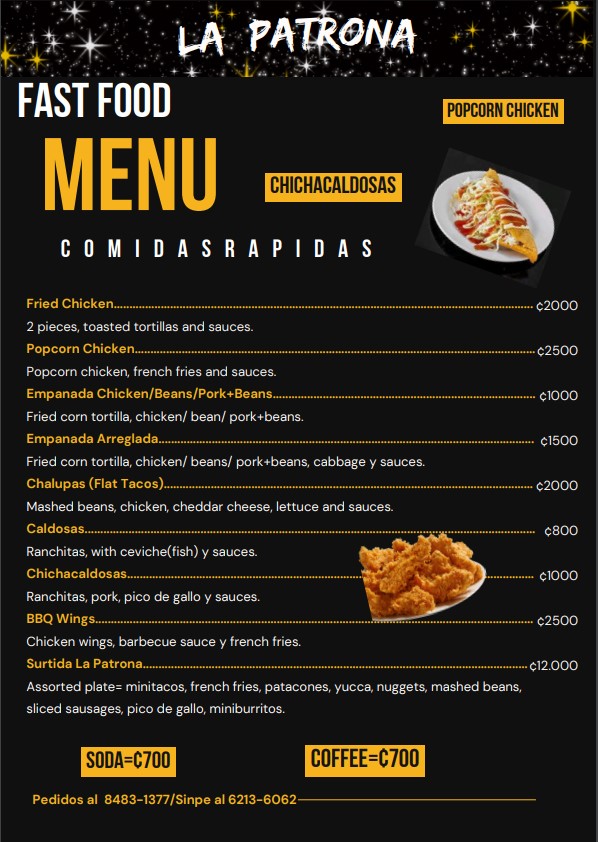 LA PATRONA
FAST FOOD
POPCORN CHICKEN
MENU
CHICHACALDOSAS
COMIDASRAPIDAS
Fried Chicken........ ₵2000
2 pieces, toasted tortillas and sauces.
Popcorn Chicken........ ₵2500
Popcorn chicken, french fries and sauces.
Empanada Chicken/Beans/Pork+Beans........ ₵1000
Fried corn tortilla, chicken/ bean/ pork+beans.
Empanada Arreglada........ ₵1500
Fried corn tortilla, chicken/ beans/ pork+beans, cabbage y sauces.
Chalupas (Flat Tacos)........ ₵2000
Mashed beans, chicken, cheddar cheese, lettuce and sauces.
Caldosas........ ₵800
Ranchitas, with ceviche(fish) y sauces.
Chichacaldosas........ ₵1000
Ranchitas, pork, pico de gallo y sauces.
BBQ Wings........ ₵2500
Chicken wings, barbecue sauce y french fries.
Surtida La Patrona........ ₵12.000
Assorted plate= minitacos, french fries, patacones, yucca, nuggets, mashed beans,
sliced sausages, pico de gallo, miniburritos.
SODA=₵700
COFFEE=₵700
Pedidos al 8483-1377/Sinpe al 6213-6062